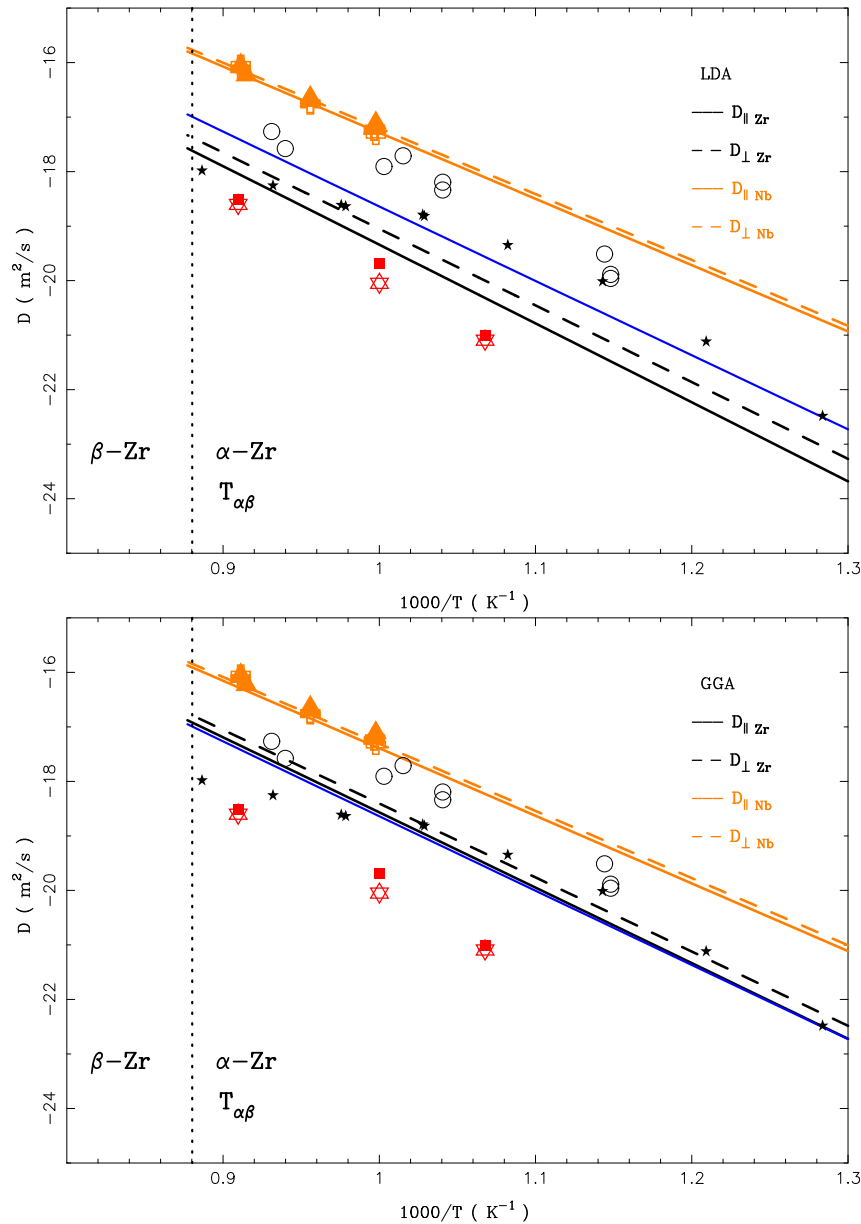 −16
−18
−20
−22
−24
D ( m²/s )
LDA
D∥ Zr
D⊥ Zr
D∥ Nb
D⊥ Nb
β−Zr
α−Zr
Tαβ
0.9
1
1.1
1.2
1.3
1000/T ( K⁻¹ )
−16
−18
−20
−22
−24
D ( m²/s )
GGA
D∥ Zr
D⊥ Zr
D∥ Nb
D⊥ Nb
β−Zr
α−Zr
Tαβ
0.9
1
1.1
1.2
1.3
1000/T ( K⁻¹ )